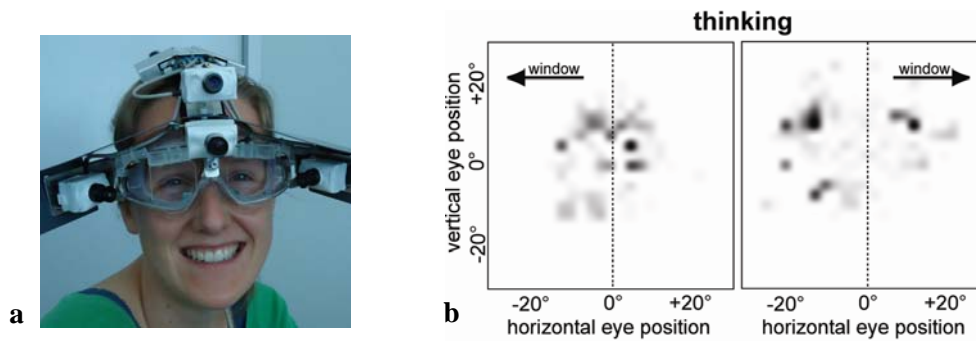 a
b
thinking
window
window
vertical eye position
+20°
0°
-20°
-20° 0° +20°
horizontal eye position
-20° 0° +20°
horizontal eye position